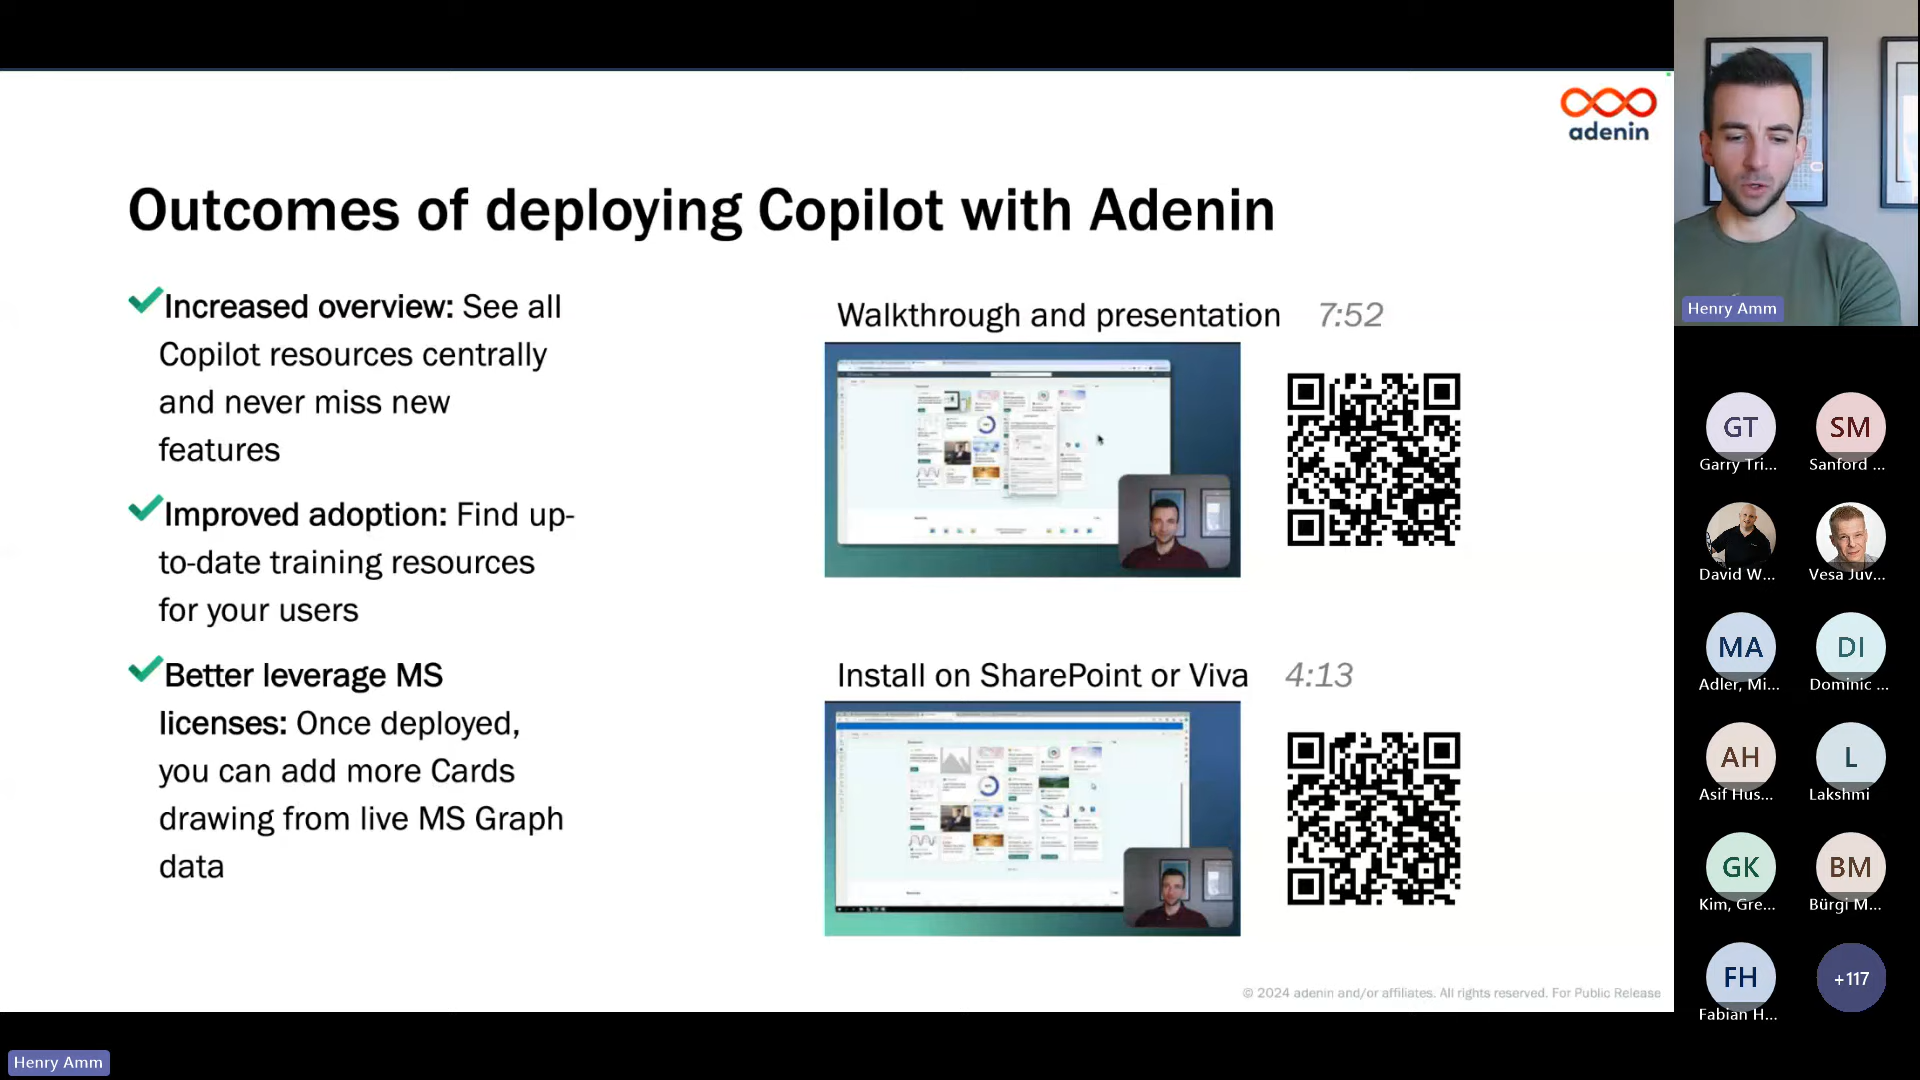 adenin
Outcomes of deploying Copilot with Adenin
Increased overview: See all
Copilot resources centrally
and never miss new
features
Improved adoption: Find up-
to-date training resources
for your users
Better leverage MS
licenses: Once deployed,
you can add more Cards
drawing from live MS Graph
data
Walkthrough and presentation 7:52
Install on SharePoint or Viva 4:13
© 2024 adenin and/or affiliates. All rights reserved. For Public Release
Henry Amm
GT SM
Garry Tri... Sanford ...
David W... Vesa Juv...
MA DI
Adler, Mi... Dominic ...
AH L
Asif Hus... Lakshmi
GK BM
Kim, Gre... Bürgi M...
FH +117
Fabian H...
Henry Amm